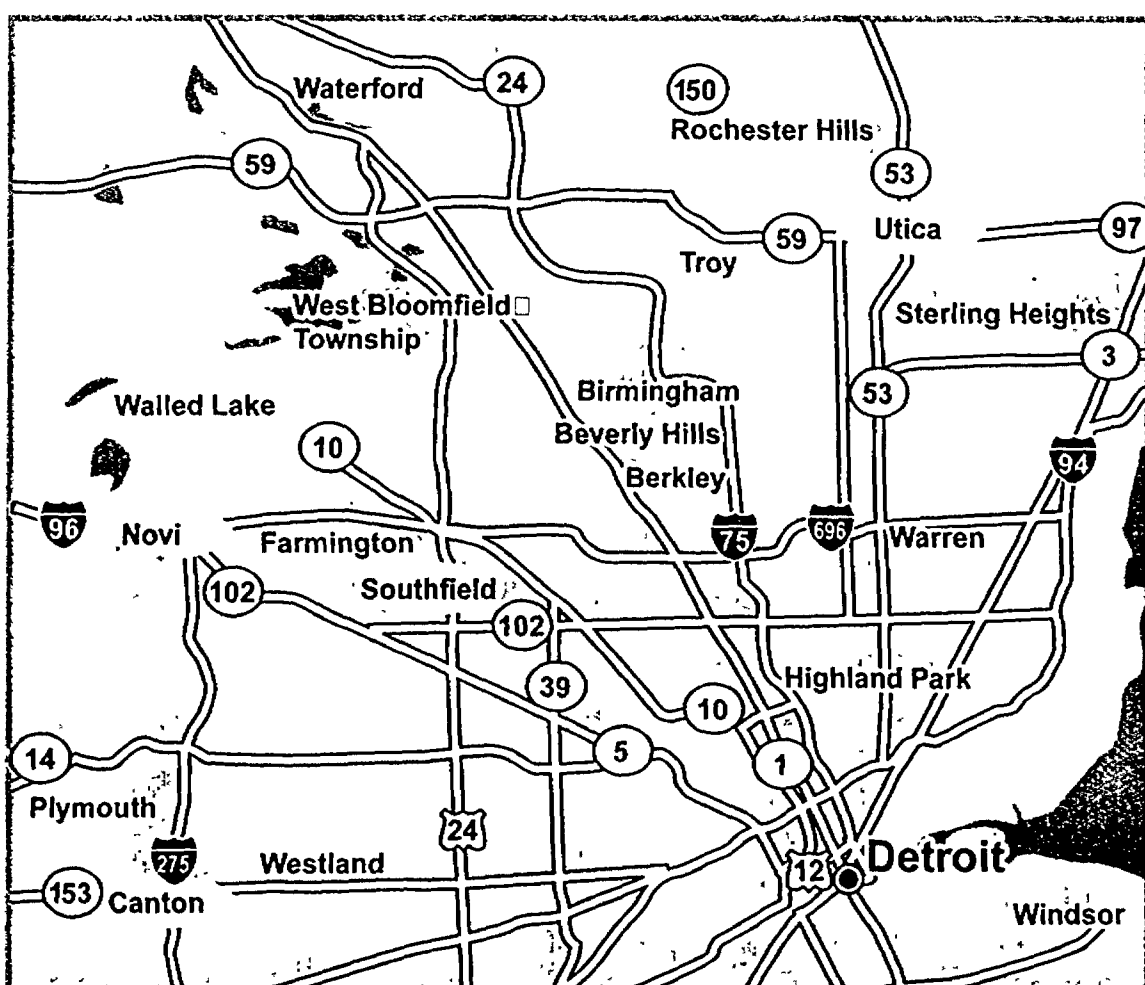 Waterford
24
150
Rochester Hills
59
53
Utica
97
59
Troy
West Bloomfield
Township
Sterling Heights
3
Birmingham
53
Walled Lake
Beverly Hills
10
Berkley
94
96
Novi
Farmington
75
696
Warren
102
Southfield
102
39
Highland Park
10
5
1
14
Plymouth
24
275
Westland
12
Detroit
153
Canton
Windsor